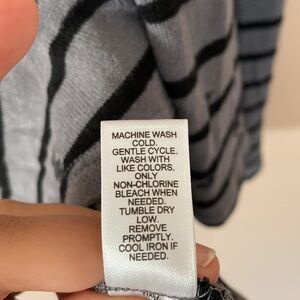 MACHINE WASH
COLD.
GENTLE CYCLE.
WASH WITH
LIKE COLORS.
ONLY
NON-CHLORINE
BLEACH WHEN
NEEDED.
TUMBLE DRY
LOW.
REMOVE
PROMPTLY.
COOL IRON IF
NEEDED.